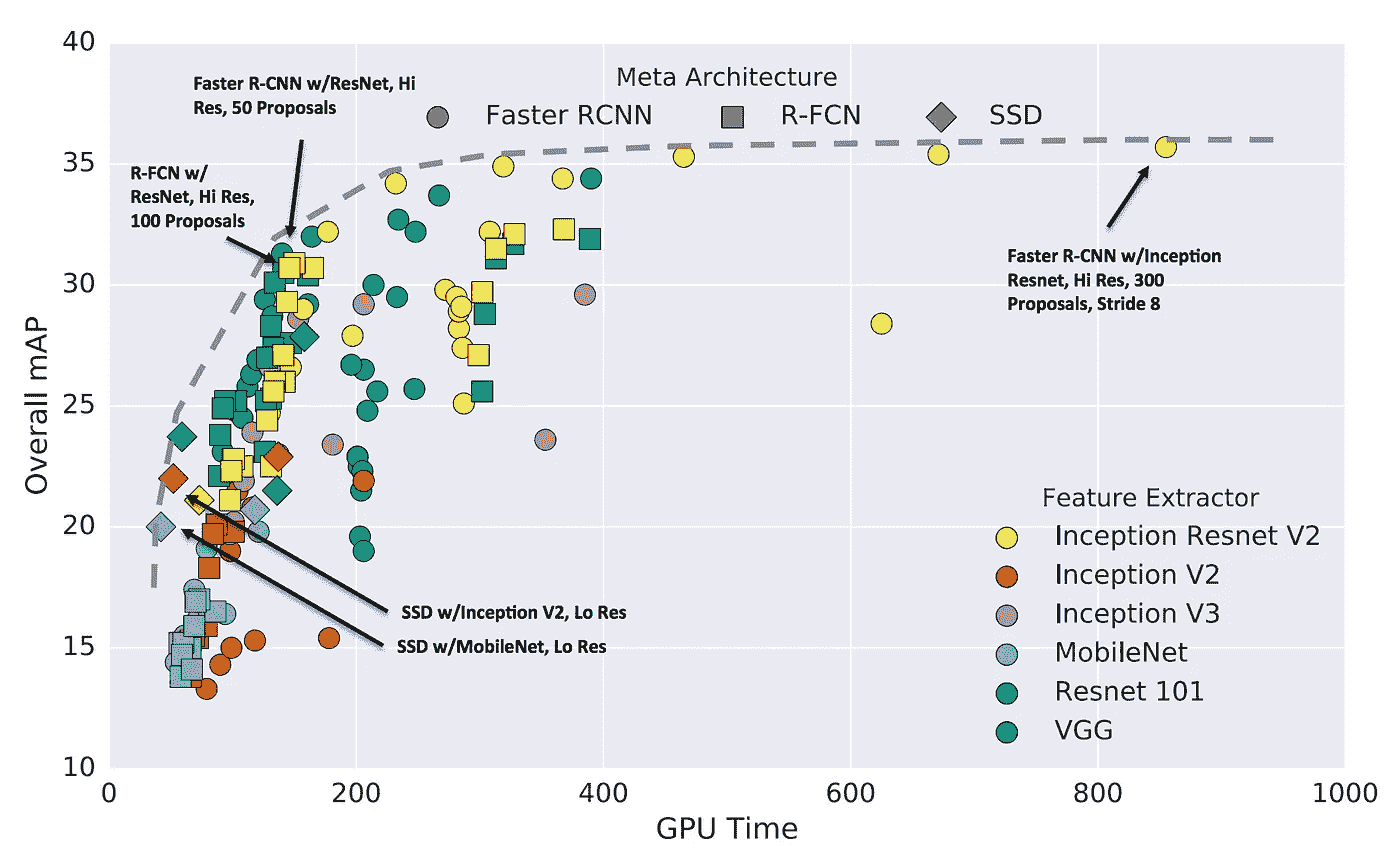 40
35
30
25
20
15
10
Overall mAP
Faster R-CNN w/ResNet, Hi
Res, 50 Proposals
Meta Architecture
Faster RCNN
R-FCN
SSD
R-FCN w/
ResNet, Hi Res,
100 Proposals
Faster R-CNN w/Inception
Resnet, Hi Res, 300
Proposals, Stride 8
SSD w/Inception V2, Lo Res
SSD w/MobileNet, Lo Res
Feature Extractor
Inception Resnet V2
Inception V2
Inception V3
MobileNet
Resnet 101
VGG
0
200
400
600
800
1000
GPU Time